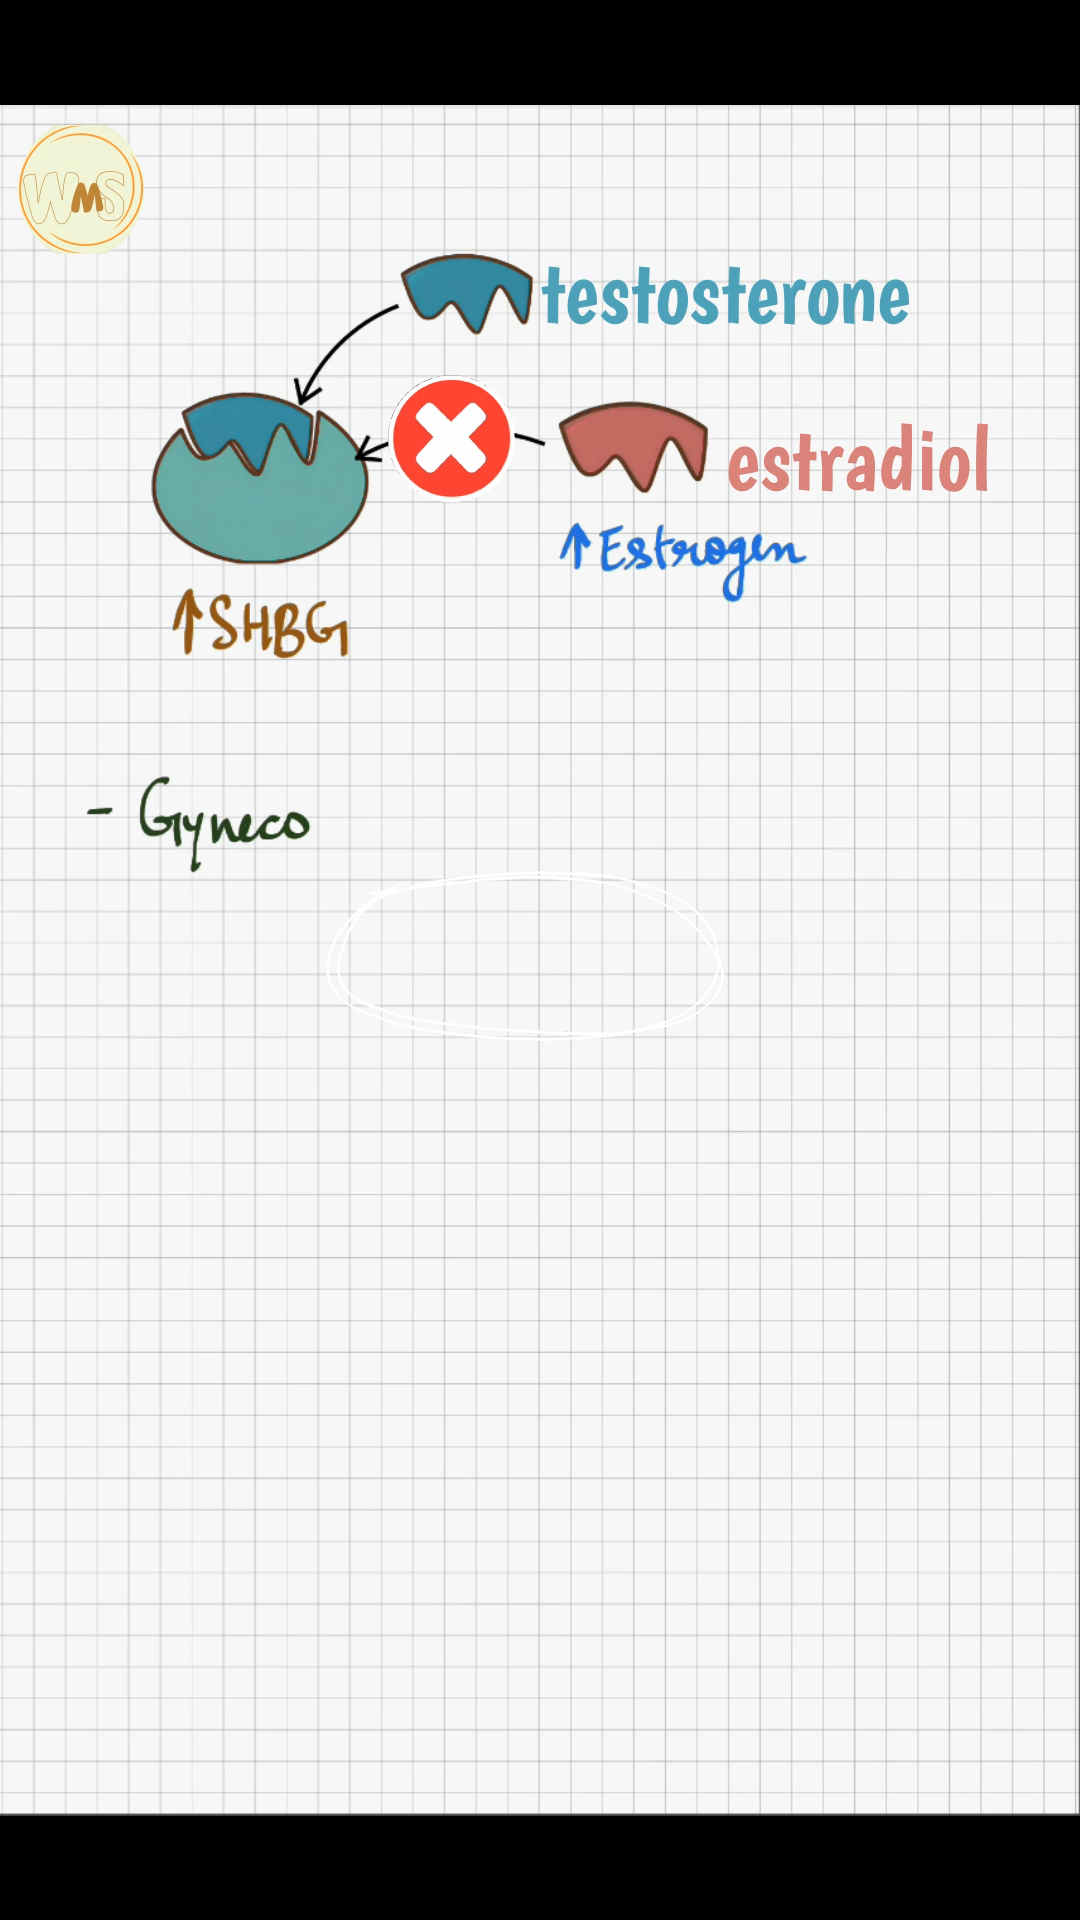 WMS
testosterone
estradiol
↑Estrogen
↑SHBG
- Gyneco